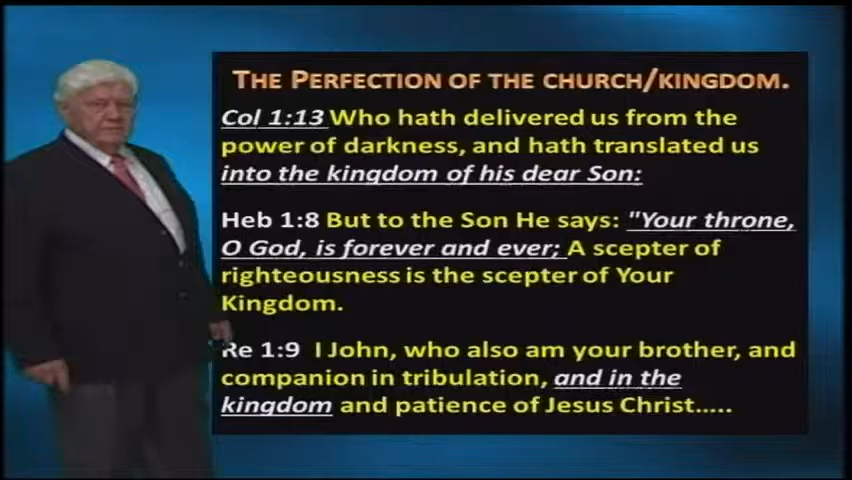 THE PERFECTION OF THE CHURCH/KINGDOM.
Col 1:13 Who hath delivered us from the
power of darkness, and hath translated us
into the kingdom of his dear Son:
Heb 1:8 But to the Son He says: "Your throne,
O God, is forever and ever; A scepter of
righteousness is the scepter of Your
Kingdom.
Re 1:9 I John, who also am your brother, and
companion in tribulation, and in the
kingdom and patience of Jesus Christ.....